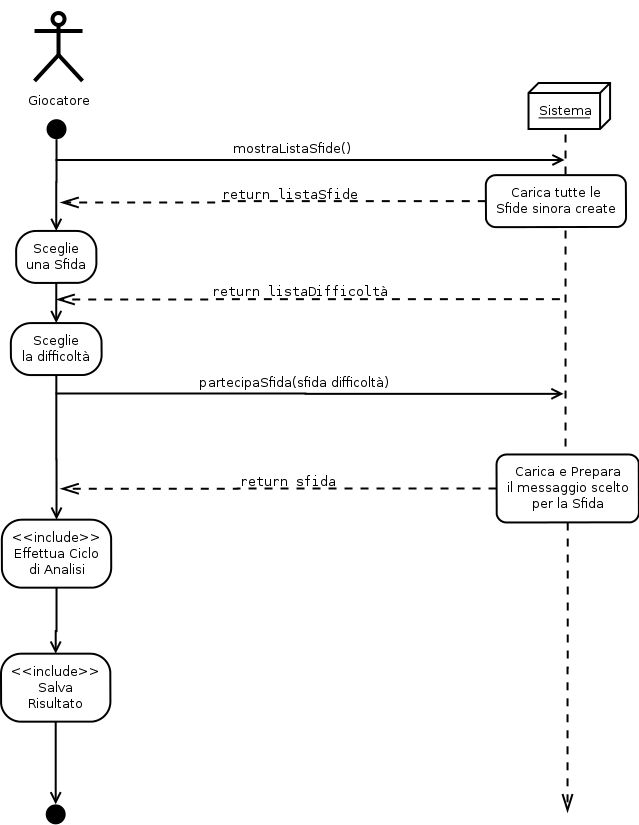 Giocatore
Sistema
mostraListaSfide()
Carica tutte le
Sfide sinora create
return listaSfide
Sceglie
una Sfida
return listaDifficoltà
Sceglie
la difficoltà
partecipaSfida(sfida difficoltà)
Carica e Prepara
il messaggio scelto
per la Sfida
return sfida
<<include>>
Effettua Ciclo
di Analisi
<<include>>
Salva
Risultato